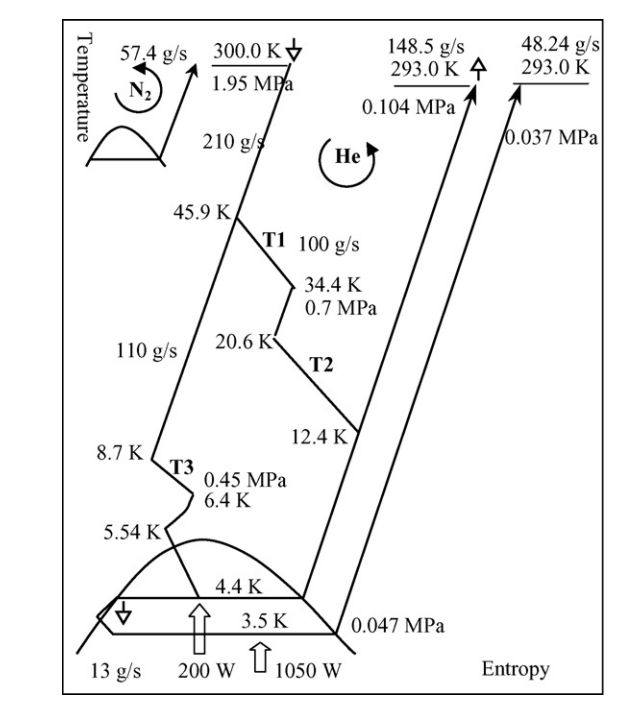 Temperature
57.4 g/s
N2
300.0 K
1.95 MPa
148.5 g/s
293.0 K
0.104 MPa
48.24 g/s
293.0 K
0.037 MPa
210 g/s
He
45.9 K
T1 100 g/s
34.4 K
0.7 MPa
20.6 K
110 g/s
T2
12.4 K
8.7 K
T3
0.45 MPa
6.4 K
5.54 K
4.4 K
3.5 K
0.047 MPa
13 g/s
200 W
1050 W
Entropy